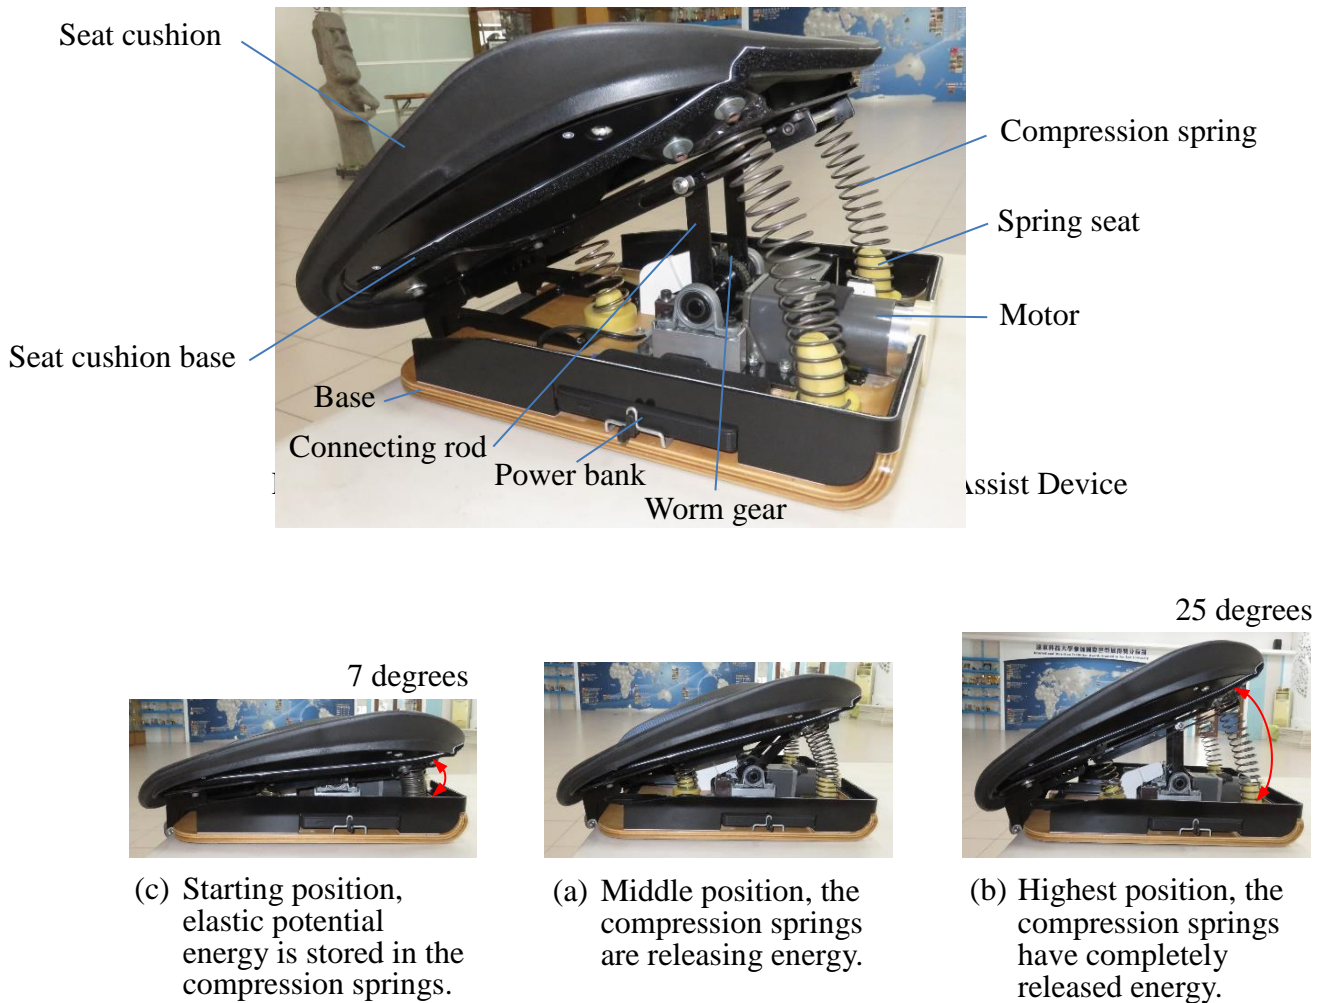 Seat cushion
Compression spring
Spring seat
Motor
Seat cushion base
Base
Connecting rod
Power bank
Worm gear
Assist Device
25 degrees
7 degrees
(c) Starting position,
elastic potential
energy is stored in the
compression springs.
(a) Middle position, the
compression springs
are releasing energy.
(b) Highest position, the
compression springs
have completely
released energy.